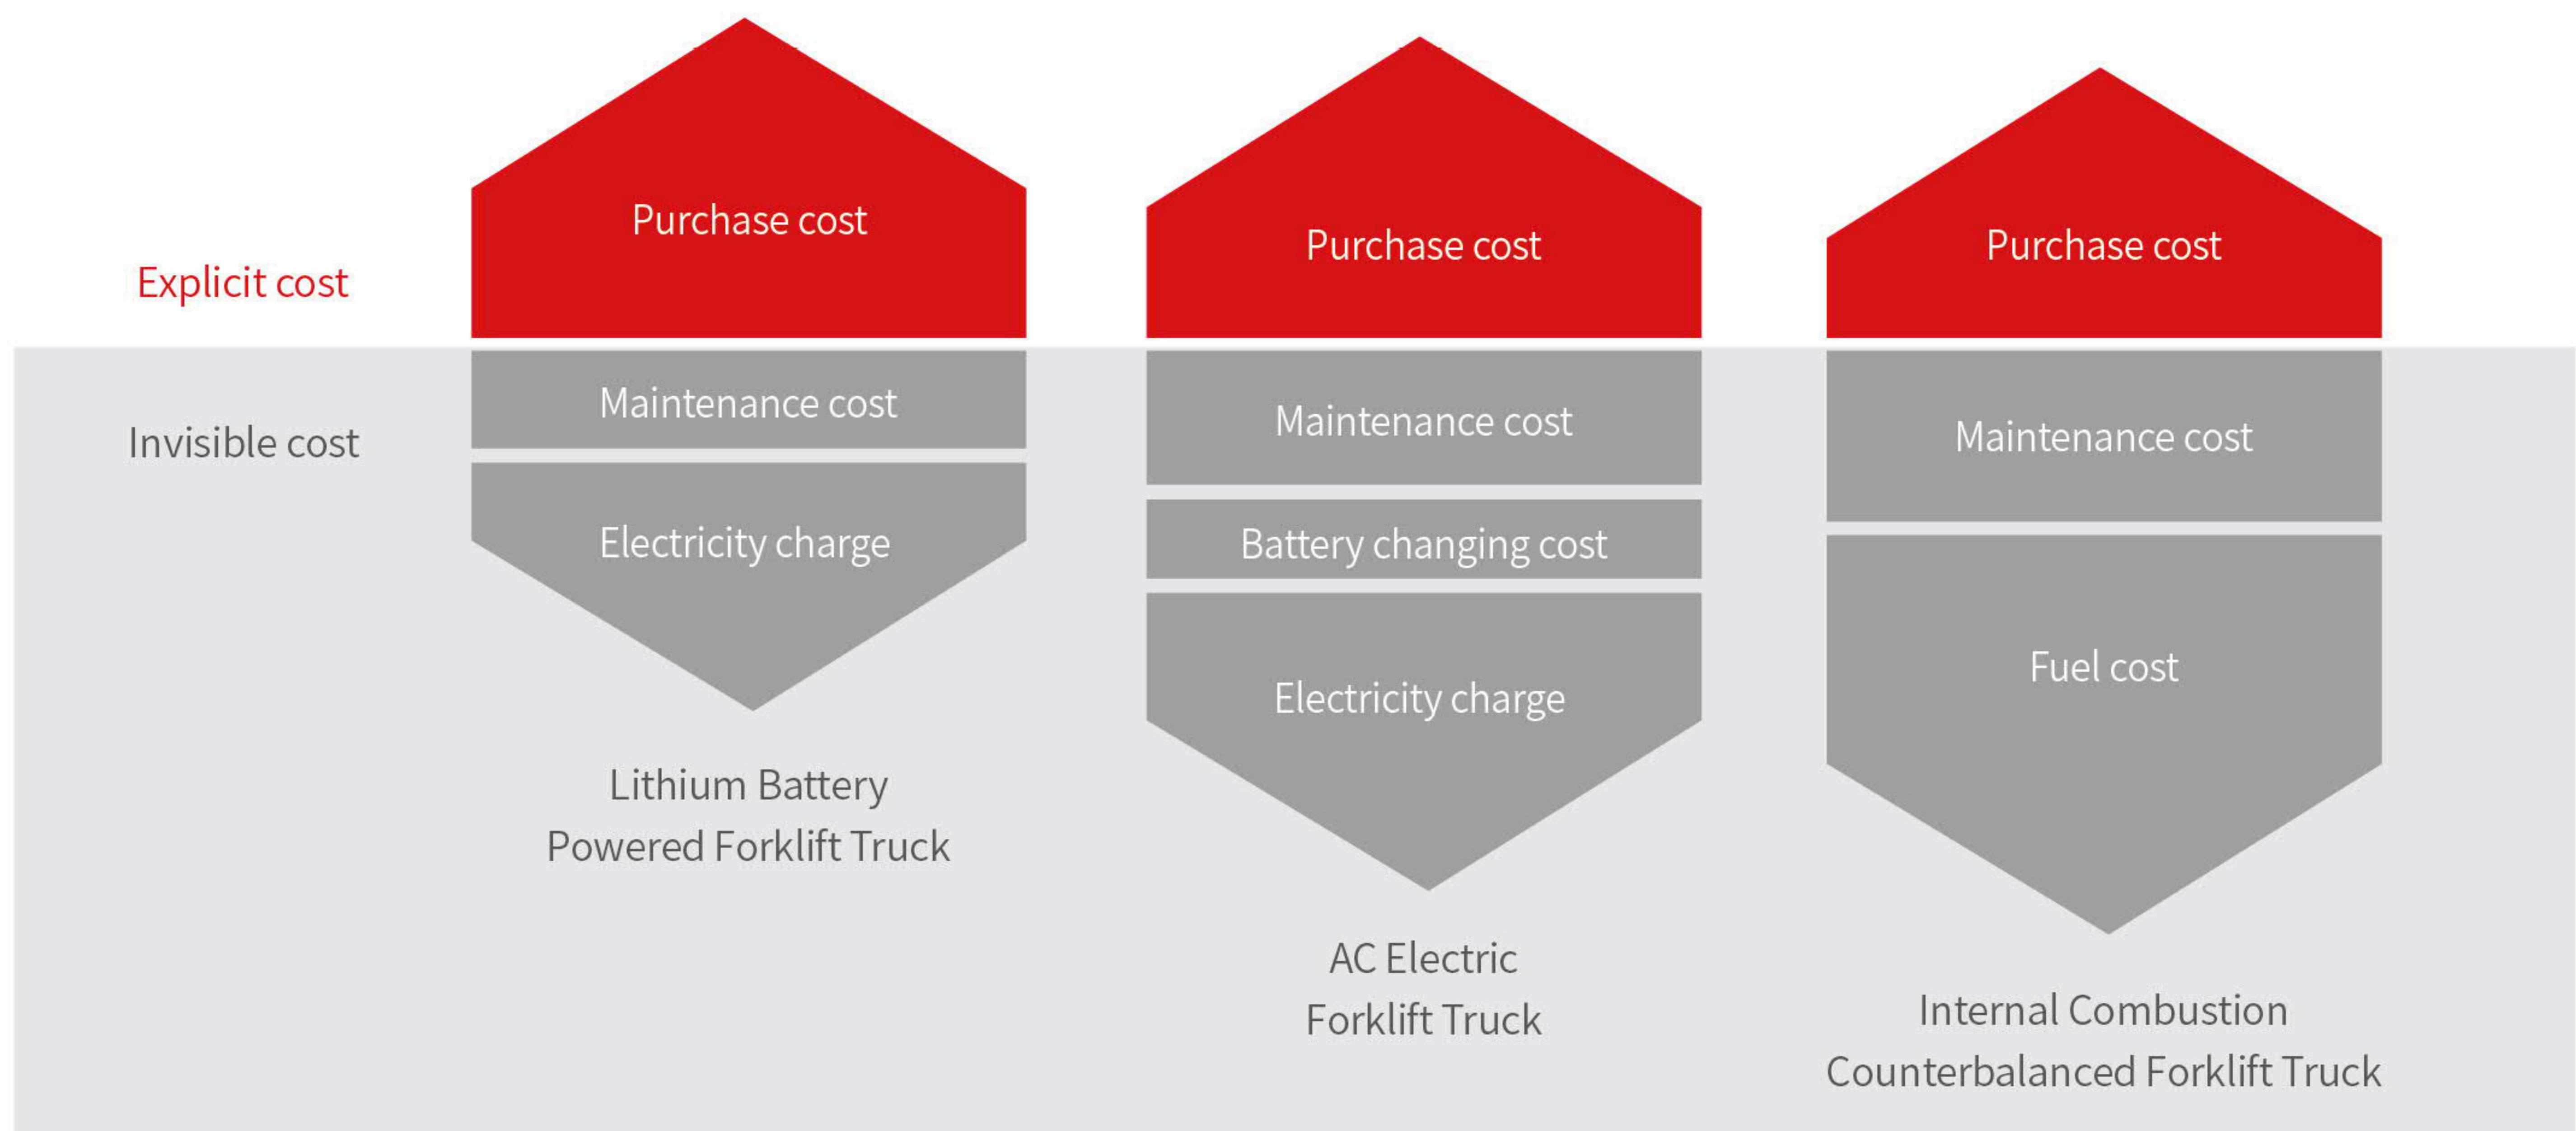 Explicit cost
Invisible cost
Purchase cost
Maintenance cost
Electricity charge
Lithium Battery
Powered Forklift Truck
Purchase cost
Maintenance cost
Battery changing cost
Electricity charge
AC Electric
Forklift Truck
Purchase cost
Maintenance cost
Fuel cost
Internal Combustion
Counterbalanced Forklift Truck